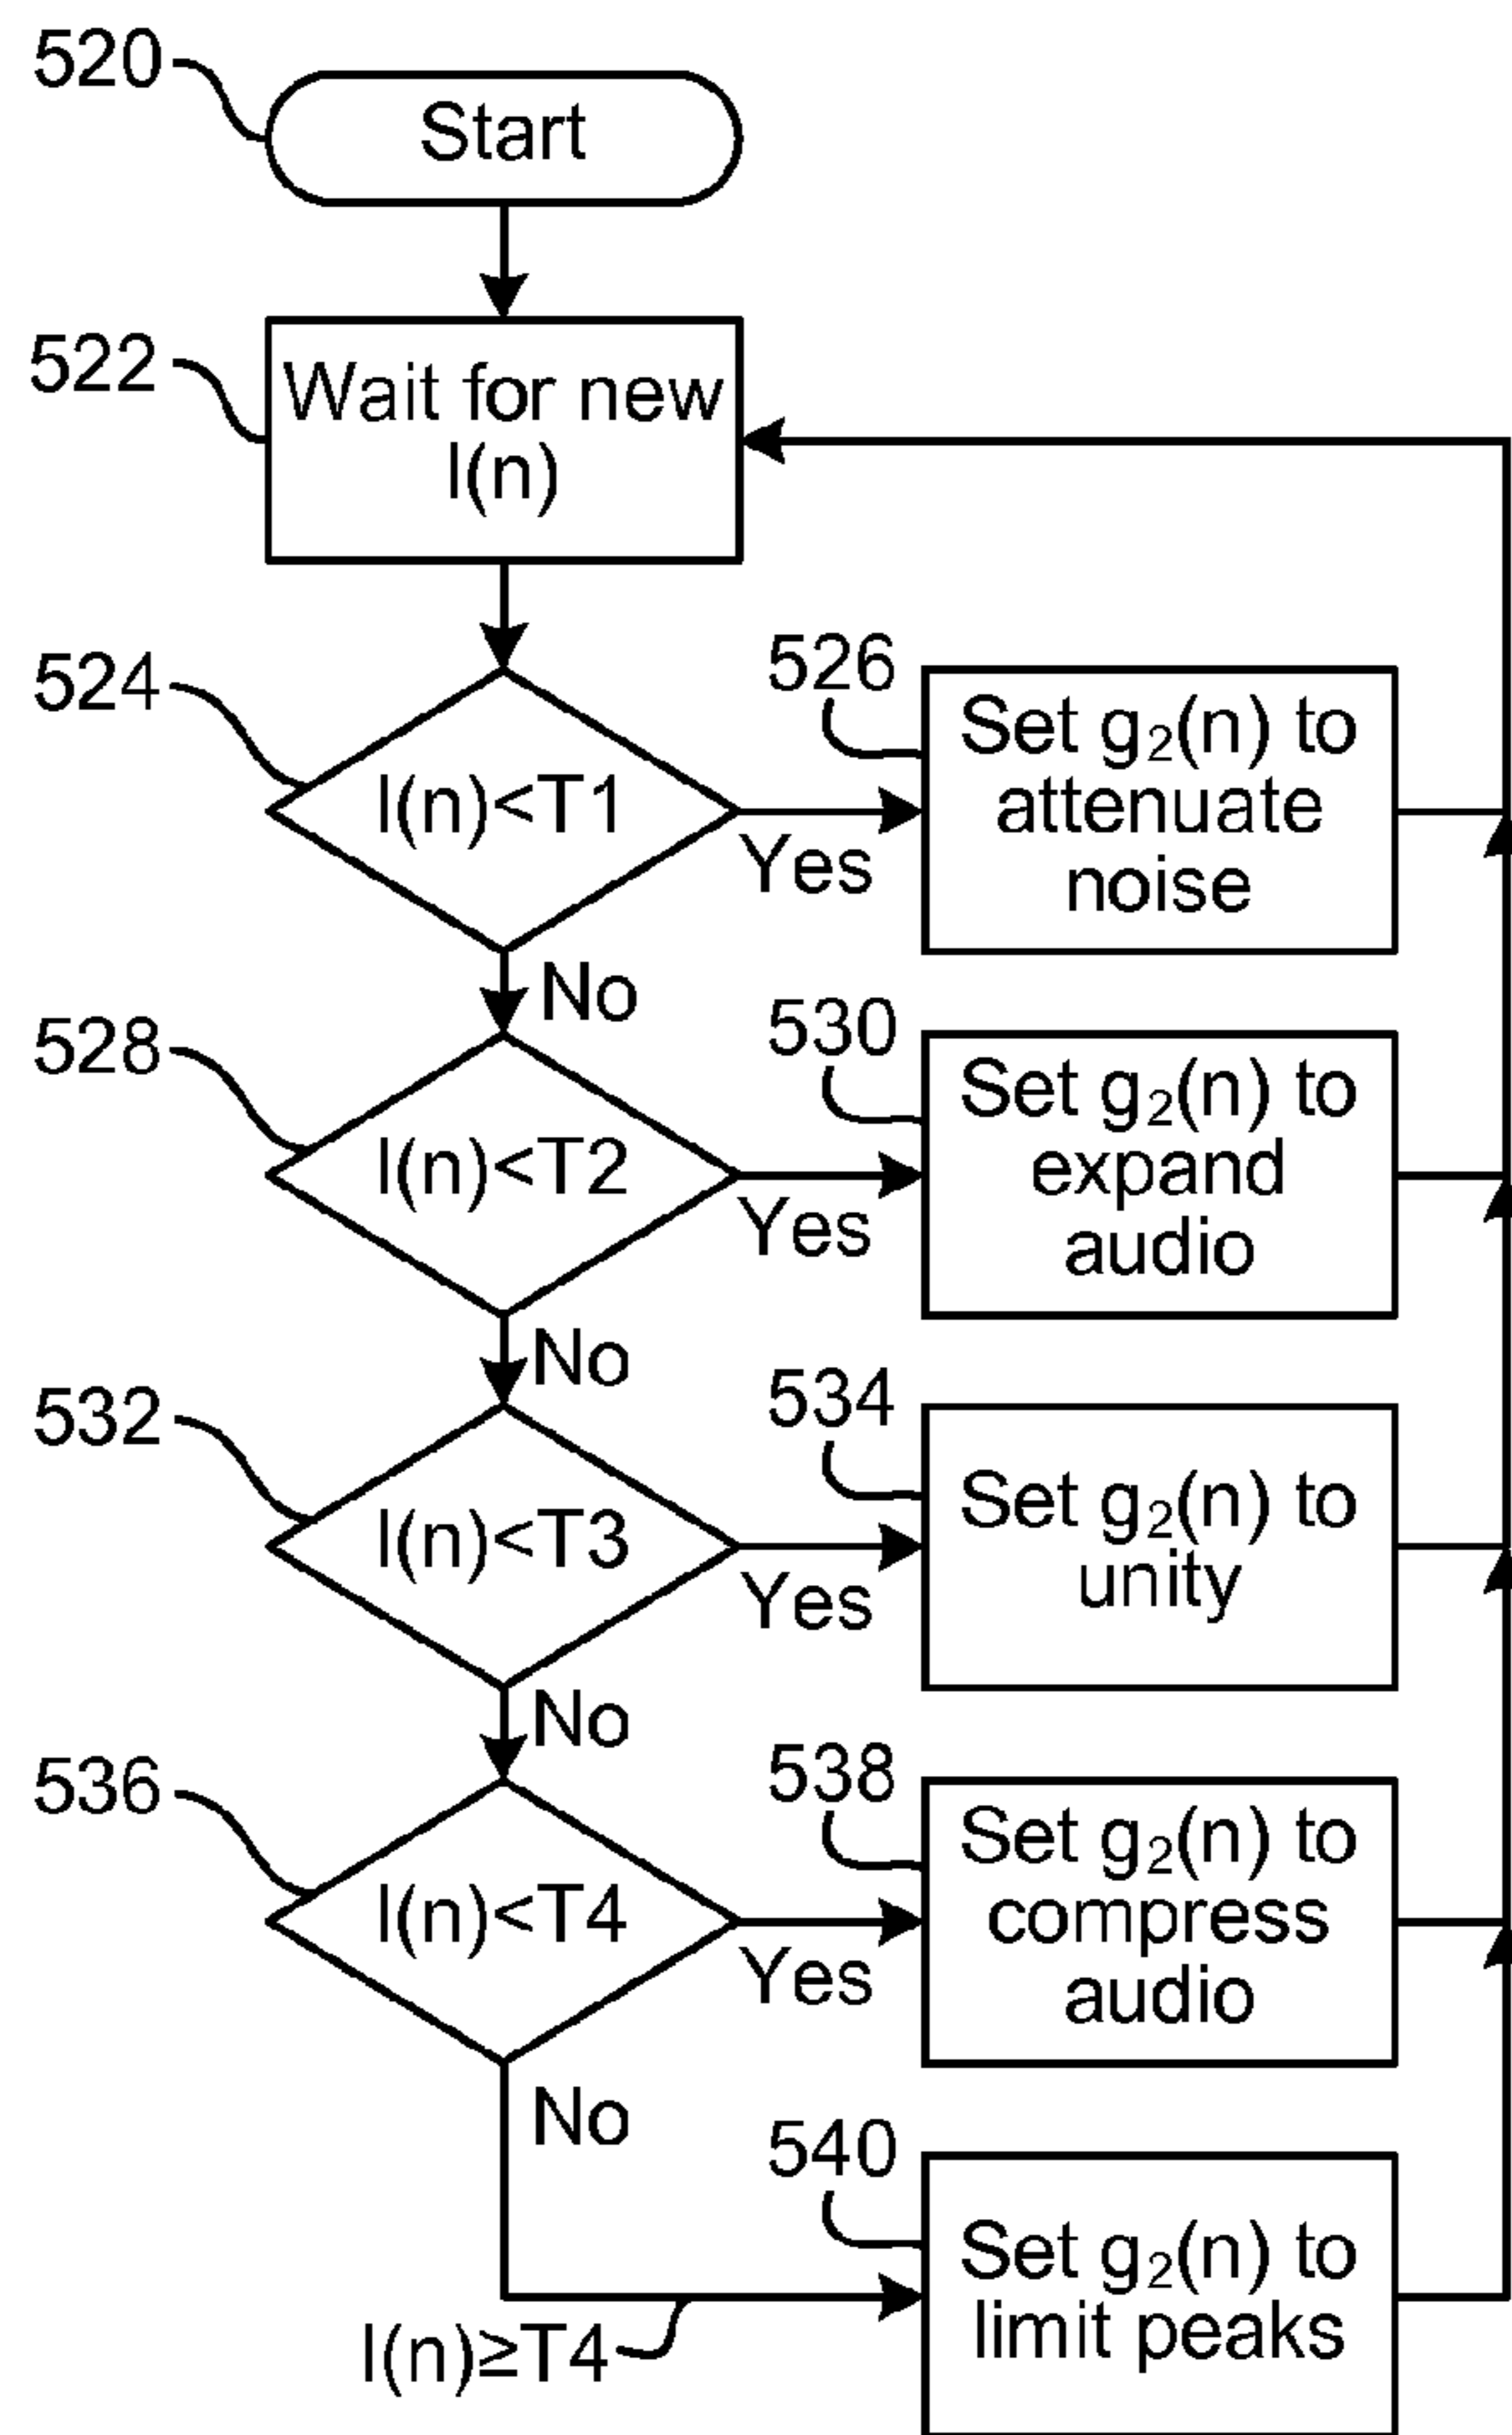 520
Start
522
Wait for new
l(n)
524
l(n)<T1
Yes
No
526
Set g₂(n) to
attenuate
noise
528
l(n)<T2
Yes
No
530
Set g₂(n) to
expand
audio
532
l(n)<T3
Yes
No
534
Set g₂(n) to
unity
536
l(n)<T4
Yes
No
538
Set g₂(n) to
compress
audio
l(n)≥T4
540
Set g₂(n) to
limit peaks